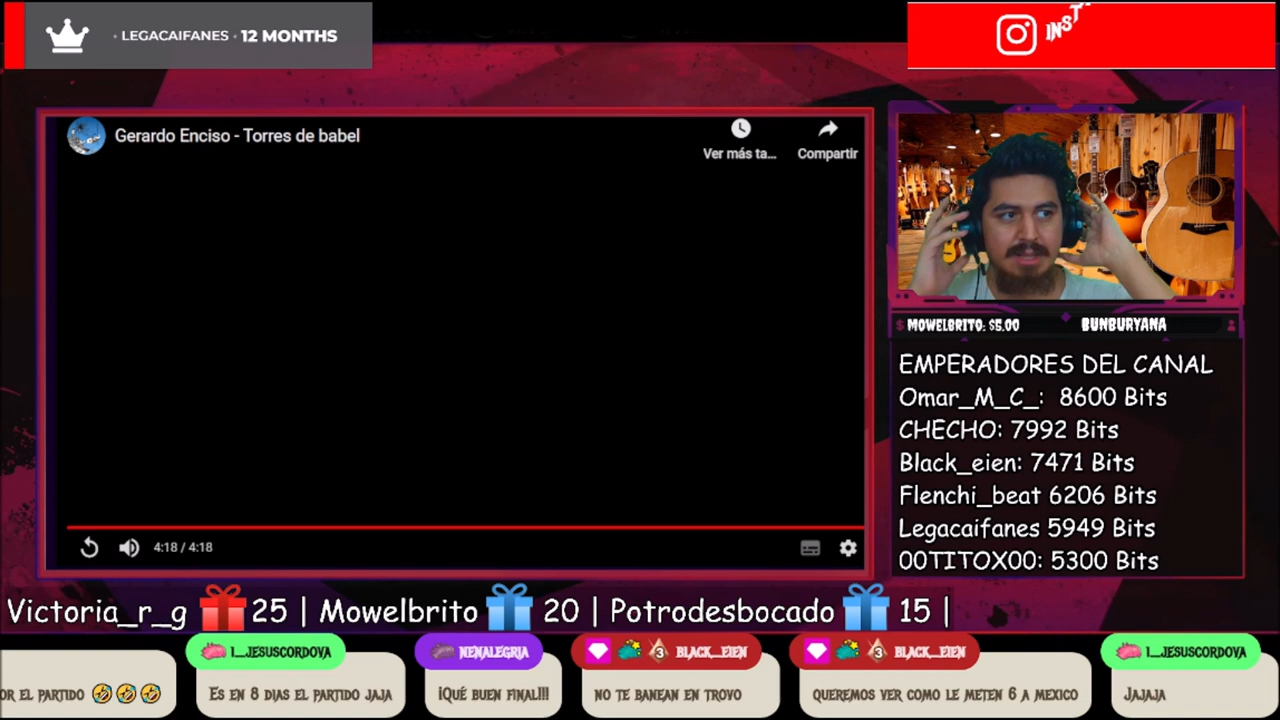 · LEGACAIFANES · 12 MONTHS
INST
Gerardo Enciso - Torres de babel
Ver más ta...
Compartir
4:18 / 4:18
$ MOWELBRITO: $5.00
BUNBURYANA
EMPERADORES DEL CANAL
Omar_M_C_: 8600 Bits
CHECHO: 7992 Bits
Black_eien: 7471 Bits
Flenchi_beat 6206 Bits
Legacaifanes 5949 Bits
00TITOX00: 5300 Bits
Victoria_r_g 25 | Mowelbrito 20 | Potrodesbocado 15 |
OR EL PARTIDO 🤣🤣🤣
I_JESUSCORDOVA
ES EN 8 DIAS EL PARTIDO JAJA
NENALEGRIA
¡QUÉ BUEN FINAL!!!
3 BLACK_EIEN
NO TE BANEAN EN TROVO
3 BLACK_EIEN
QUEREMOS VER COMO LE METEN 6 A MEXICO
I_JESUSCORDOVA
JAJAJA